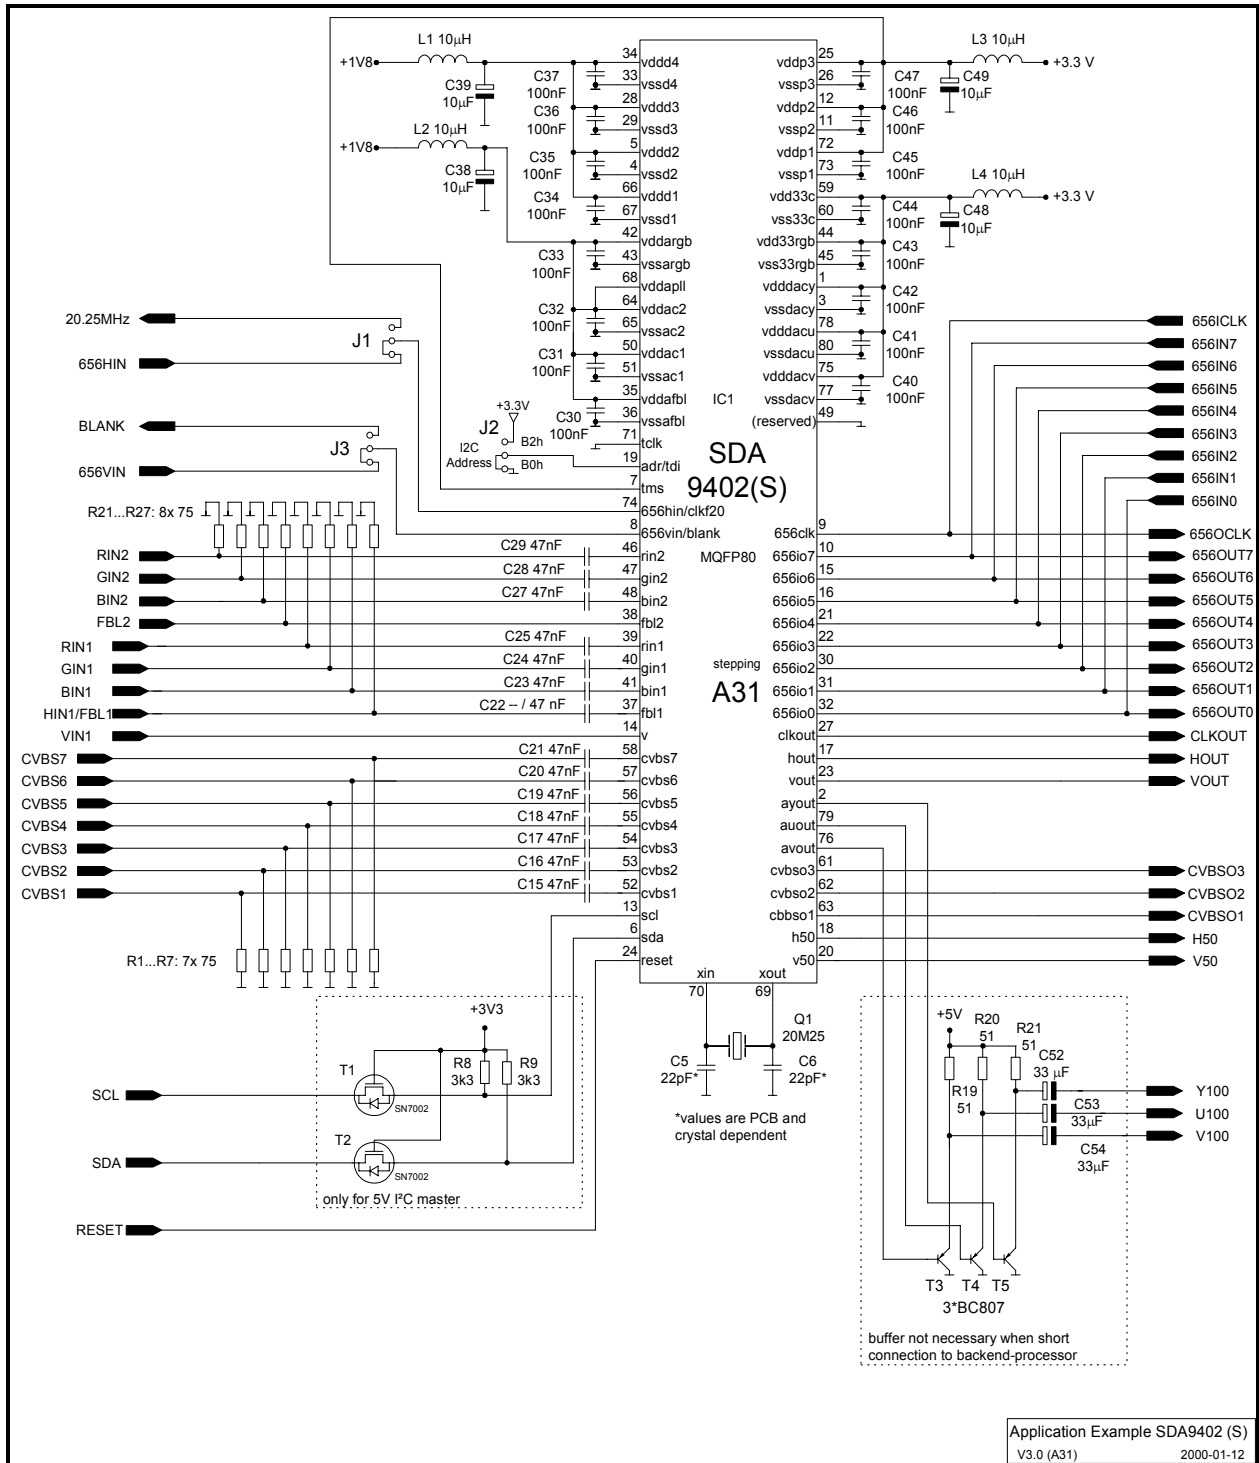 L1 10μH
+1V8
C39
10μF
L2 10μH
+1V8
C38
10μF
C37
100nF
C36
100nF
C35
100nF
C34
100nF
C33
100nF
C32
100nF
C31
100nF
C30
100nF
34 vddd4
33 vssd4
28 vddd3
29 vssd3
5 vddd2
4 vssd2
66 vddd1
67 vssd1
42 vddargb
43 vssargb
68 vddapll
64 vddac2
65 vssac2
50 vddac1
51 vssac1
35 vddafbl
36 vssafbl
71 tclk
19 adr/tdi
7 tms
74 656hin/clkf20
8 656vin/blank
46 rin2
47 gin2
48 bin2
38 fbl2
39 rin1
40 gin1
41 bin1
37 fbl1
14 v
58 cvbs7
57 cvbs6
56 cvbs5
55 cvbs4
54 cvbs3
53 cvbs2
52 cvbs1
13 scl
6 sda
24 reset
IC1
SDA
9402(S)
MQFP80
stepping
A31
xin xout
70 69
vddp3 25
vssp3 26
vddp2 12
vssp2 11
vddp1 72
vssp1 73
vdd33c 59
vss33c 60
vdd33rgb 44
vss33rgb 45
vdddacy 1
vssdacy 3
vdddacu 78
vssdacu 80
vdddacv 75
vssdacv 77
(reserved) 49
656clk 9
656io7 10
656io6 15
656io5 16
656io4 21
656io3 22
656io2 30
656io1 31
656io0 32
clkout 27
hout 17
vout 23
ayout 2
auout 79
avout 76
cvbso3 61
cvbso2 62
cbbso1 63
h50 18
v50 20
L3 10μH
+3.3 V
C47
100nF
C49
10μF
C46
100nF
C45
100nF
L4 10μH
+3.3 V
C44
100nF
C48
10μF
C43
100nF
C42
100nF
C41
100nF
C40
100nF
20.25MHz
J1
656HIN
BLANK
J3
656VIN
+3.3V
J2
B2h
I2C
Address
B0h
R21...R27: 8x 75
RIN2
GIN2
BIN2
FBL2
RIN1
GIN1
BIN1
HIN1/FBL1
VIN1
CVBS7
CVBS6
CVBS5
CVBS4
CVBS3
CVBS2
CVBS1
C29 47nF
C28 47nF
C27 47nF
C25 47nF
C24 47nF
C23 47nF
C22 -- / 47 nF
C21 47nF
C20 47nF
C19 47nF
C18 47nF
C17 47nF
C16 47nF
C15 47nF
R1...R7: 7x 75
656ICLK
656IN7
656IN6
656IN5
656IN4
656IN3
656IN2
656IN1
656IN0
656OCLK
656OUT7
656OUT6
656OUT5
656OUT4
656OUT3
656OUT2
656OUT1
656OUT0
CLKOUT
HOUT
VOUT
CVBSO3
CVBSO2
CVBSO1
H50
V50
+3V3
T1
R8
3k3
R9
3k3
SCL
SN7002
T2
SDA
SN7002
only for 5V I²C master
RESET
Q1
20M25
C5
22pF*
C6
22pF*
*values are PCB and
crystal dependent
+5V
R20
51
R21
51
C52
33 μF
R19
51
C53
33μF
C54
33μF
Y100
U100
V100
T3 T4 T5
3*BC807
buffer not necessary when short
connection to backend-processor
Application Example SDA9402 (S)
V3.0 (A31) 2000-01-12